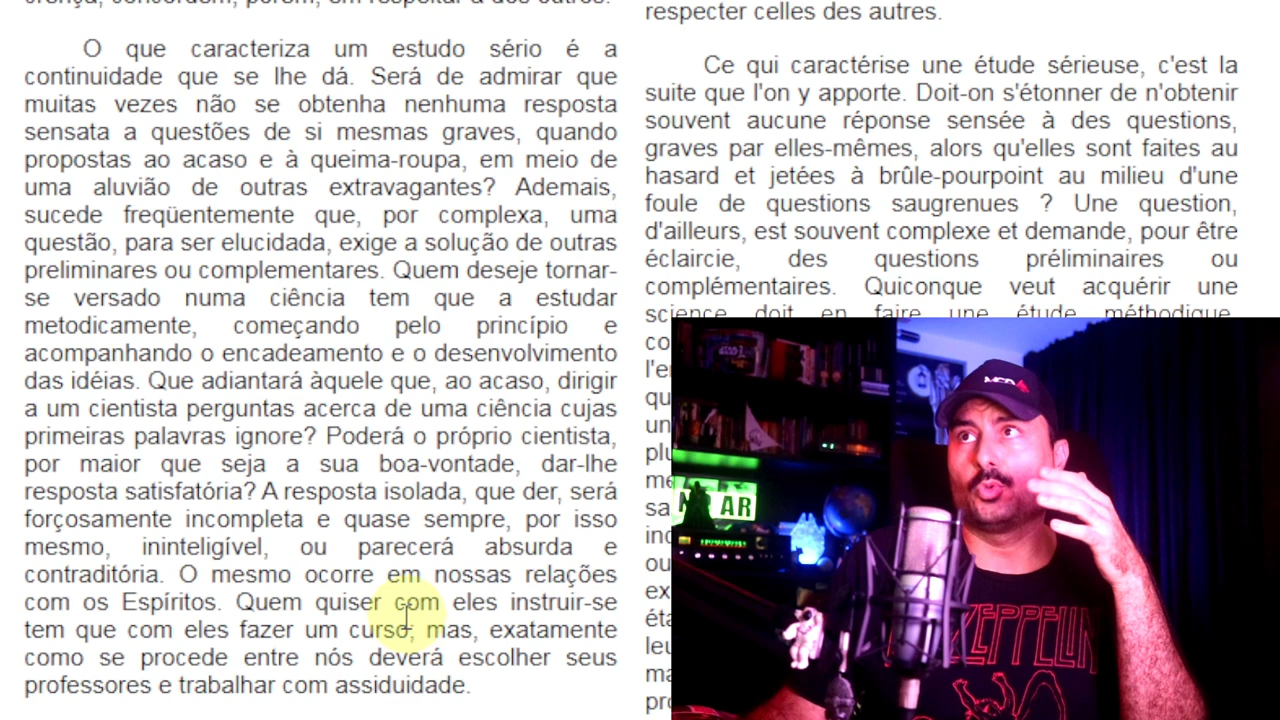 crença, concordem, porém, em respeitar a dos outros.
O que caracteriza um estudo sério é a
continuidade que se lhe dá. Será de admirar que
muitas vezes não se obtenha nenhuma resposta
sensata a questões de si mesmas graves, quando
propostas ao acaso e à queima-roupa, em meio de
uma aluvião de outras extravagantes? Ademais,
sucede freqüentemente que, por complexa, uma
questão, para ser elucidada, exige a solução de outras
preliminares ou complementares. Quem deseje tornar-
se versado numa ciência tem que a estudar
metodicamente, começando pelo princípio e
acompanhando o encadeamento e o desenvolvimento
das idéias. Que adiantará àquele que, ao acaso, dirigir
a um cientista perguntas acerca de uma ciência cujas
primeiras palavras ignore? Poderá o próprio cientista,
por maior que seja a sua boa-vontade, dar-lhe
resposta satisfatória? A resposta isolada, que der, será
forçosamente incompleta e quase sempre, por isso
mesmo, ininteligível, ou parecerá absurda e
contraditória. O mesmo ocorre em nossas relações
com os Espíritos. Quem quiser com eles instruir-se
tem que com eles fazer um curso; mas, exatamente
como se procede entre nós deverá escolher seus
professores e trabalhar com assiduidade.
respecter celles des autres.
Ce qui caractérise une étude sérieuse, c'est la
suite que l'on y apporte. Doit-on s'étonner de n'obtenir
souvent aucune réponse sensée à des questions,
graves par elles-mêmes, alors qu'elles sont faites au
hasard et jetées à brûle-pourpoint au milieu d'une
foule de questions saugrenues ? Une question,
d'ailleurs, est souvent complexe et demande, pour être
éclaircie, des questions préliminaires ou
complémentaires. Quiconque veut acquérir une
science doit en faire une étude méthodique,
AR
ZEPPELIN